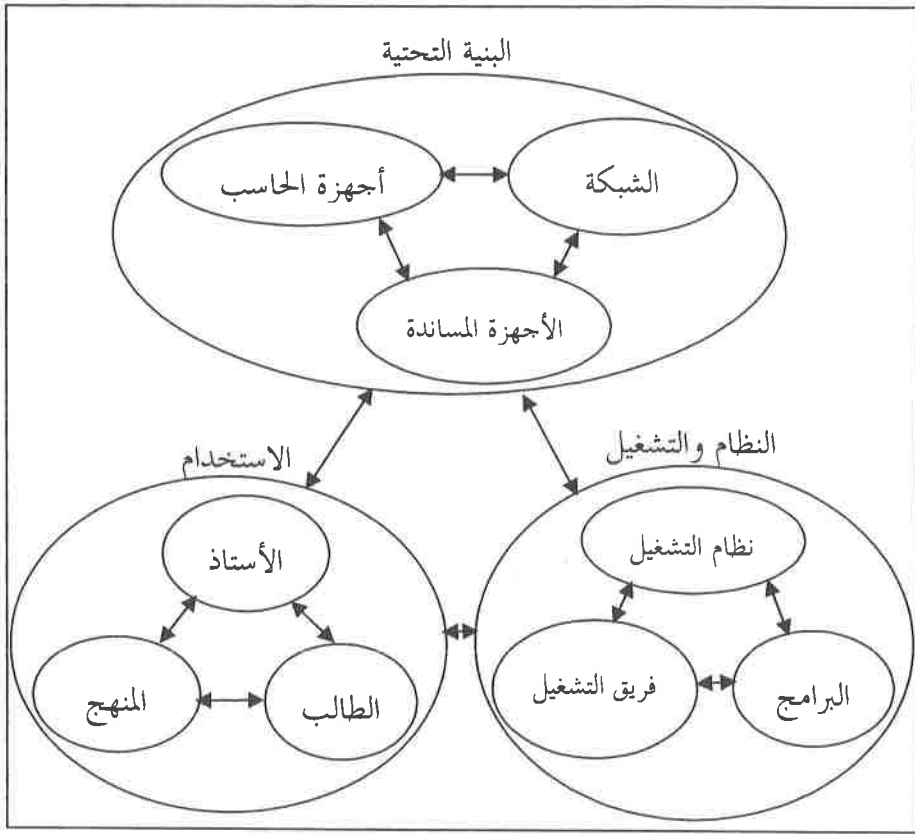 البنية التحتية
الشبكة
أجهزة الحاسب
الأجهزة المساندة
النظام والتشغيل
نظام التشغيل
البرامج
فريق التشغيل
الاستخدام
الأستاذ
الطالب
المنهج